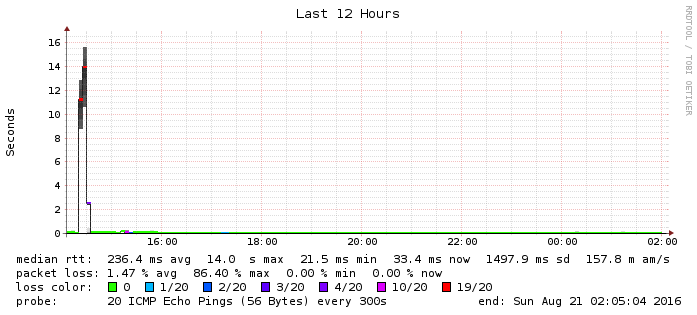 Last 12 Hours
RRDTOOL / TOBI OETIKER
Seconds
16
14
12
10
8
6
4
2
0
16:00 18:00 20:00 22:00 00:00 02:00
median rtt: 236.4 ms avg 14.0 s max 21.5 ms min 33.4 ms now 1497.9 ms sd 157.8 m am/s
packet loss: 1.47 % avg 86.40 % max 0.00 % min 0.00 % now
loss color: 0 1/20 2/20 3/20 4/20 10/20 19/20
probe: 20 ICMP Echo Pings (56 Bytes) every 300s end: Sun Aug 21 02:05:04 2016